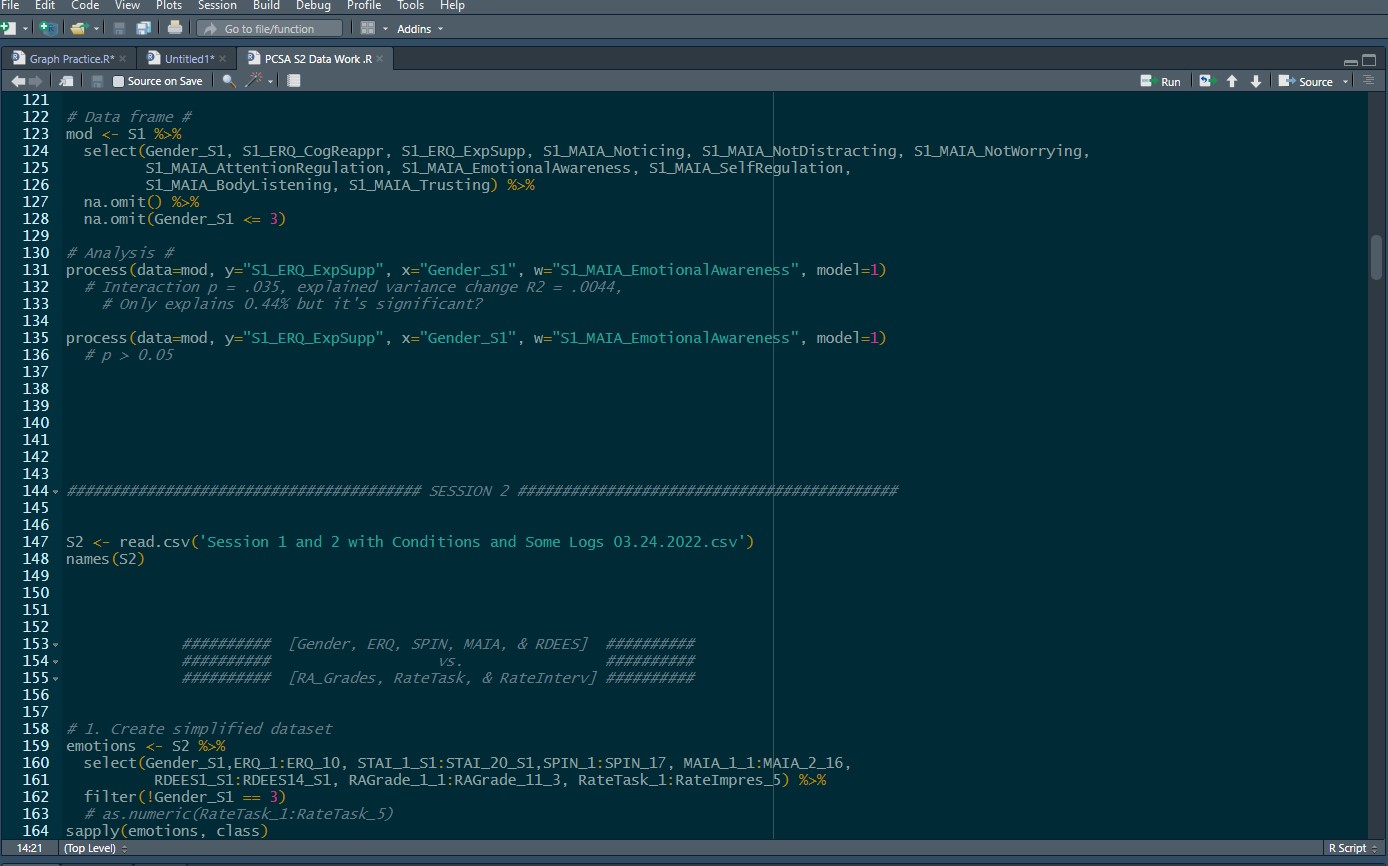 File Edit Code View Plots Session Build Debug Profile Tools Help
Go to file/function Addins
Graph Practice.R* Untitled1* PCSA S2 Data Work .R
Source on Save Run Source
121
122 # Data frame #
123 mod <- S1 %>%
124 select(Gender_S1, S1_ERQ_CogReappr, S1_ERQ_ExpSupp, S1_MAIA_Noticing, S1_MAIA_NotDistracting, S1_MAIA_NotWorrying,
125 S1_MAIA_AttentionRegulation, S1_MAIA_EmotionalAwareness, S1_MAIA_SelfRegulation,
126 S1_MAIA_BodyListening, S1_MAIA_Trusting) %>%
127 na.omit() %>%
128 na.omit(Gender_S1 <= 3)
129
130 # Analysis #
131 process(data=mod, y="S1_ERQ_ExpSupp", x="Gender_S1", w="S1_MAIA_EmotionalAwareness", model=1)
132 # Interaction p = .035, explained variance change R2 = .0044,
133 # Only explains 0.44% but it's significant?
134
135 process(data=mod, y="S1_ERQ_ExpSupp", x="Gender_S1", w="S1_MAIA_EmotionalAwareness", model=1)
136 # p > 0.05
137
138
139
140
141
142
143
144 ######################################## SESSION 2 ###########################################
145
146
147 S2 <- read.csv('Session 1 and 2 with Conditions and Some Logs 03.24.2022.csv')
148 names(S2)
149
150
151
152
153 ########## [Gender, ERQ, SPIN, MAIA, & RDEES] ##########
154 ########## vs. ##########
155 ########## [RA_Grades, RateTask, & RateInterv] ##########
156
157
158 # 1. Create simplified dataset
159 emotions <- S2 %>%
160 select(Gender_S1,ERQ_1:ERQ_10, STAI_1_S1:STAI_20_S1,SPIN_1:SPIN_17, MAIA_1_1:MAIA_2_16,
161 RDEES1_S1:RDEES14_S1, RAGrade_1_1:RAGrade_11_3, RateTask_1:RateImpres_5) %>%
162 filter(!Gender_S1 == 3)
163 # as.numeric(RateTask_1:RateTask_5)
164 sapply(emotions, class)
14:21 (Top Level) R Script